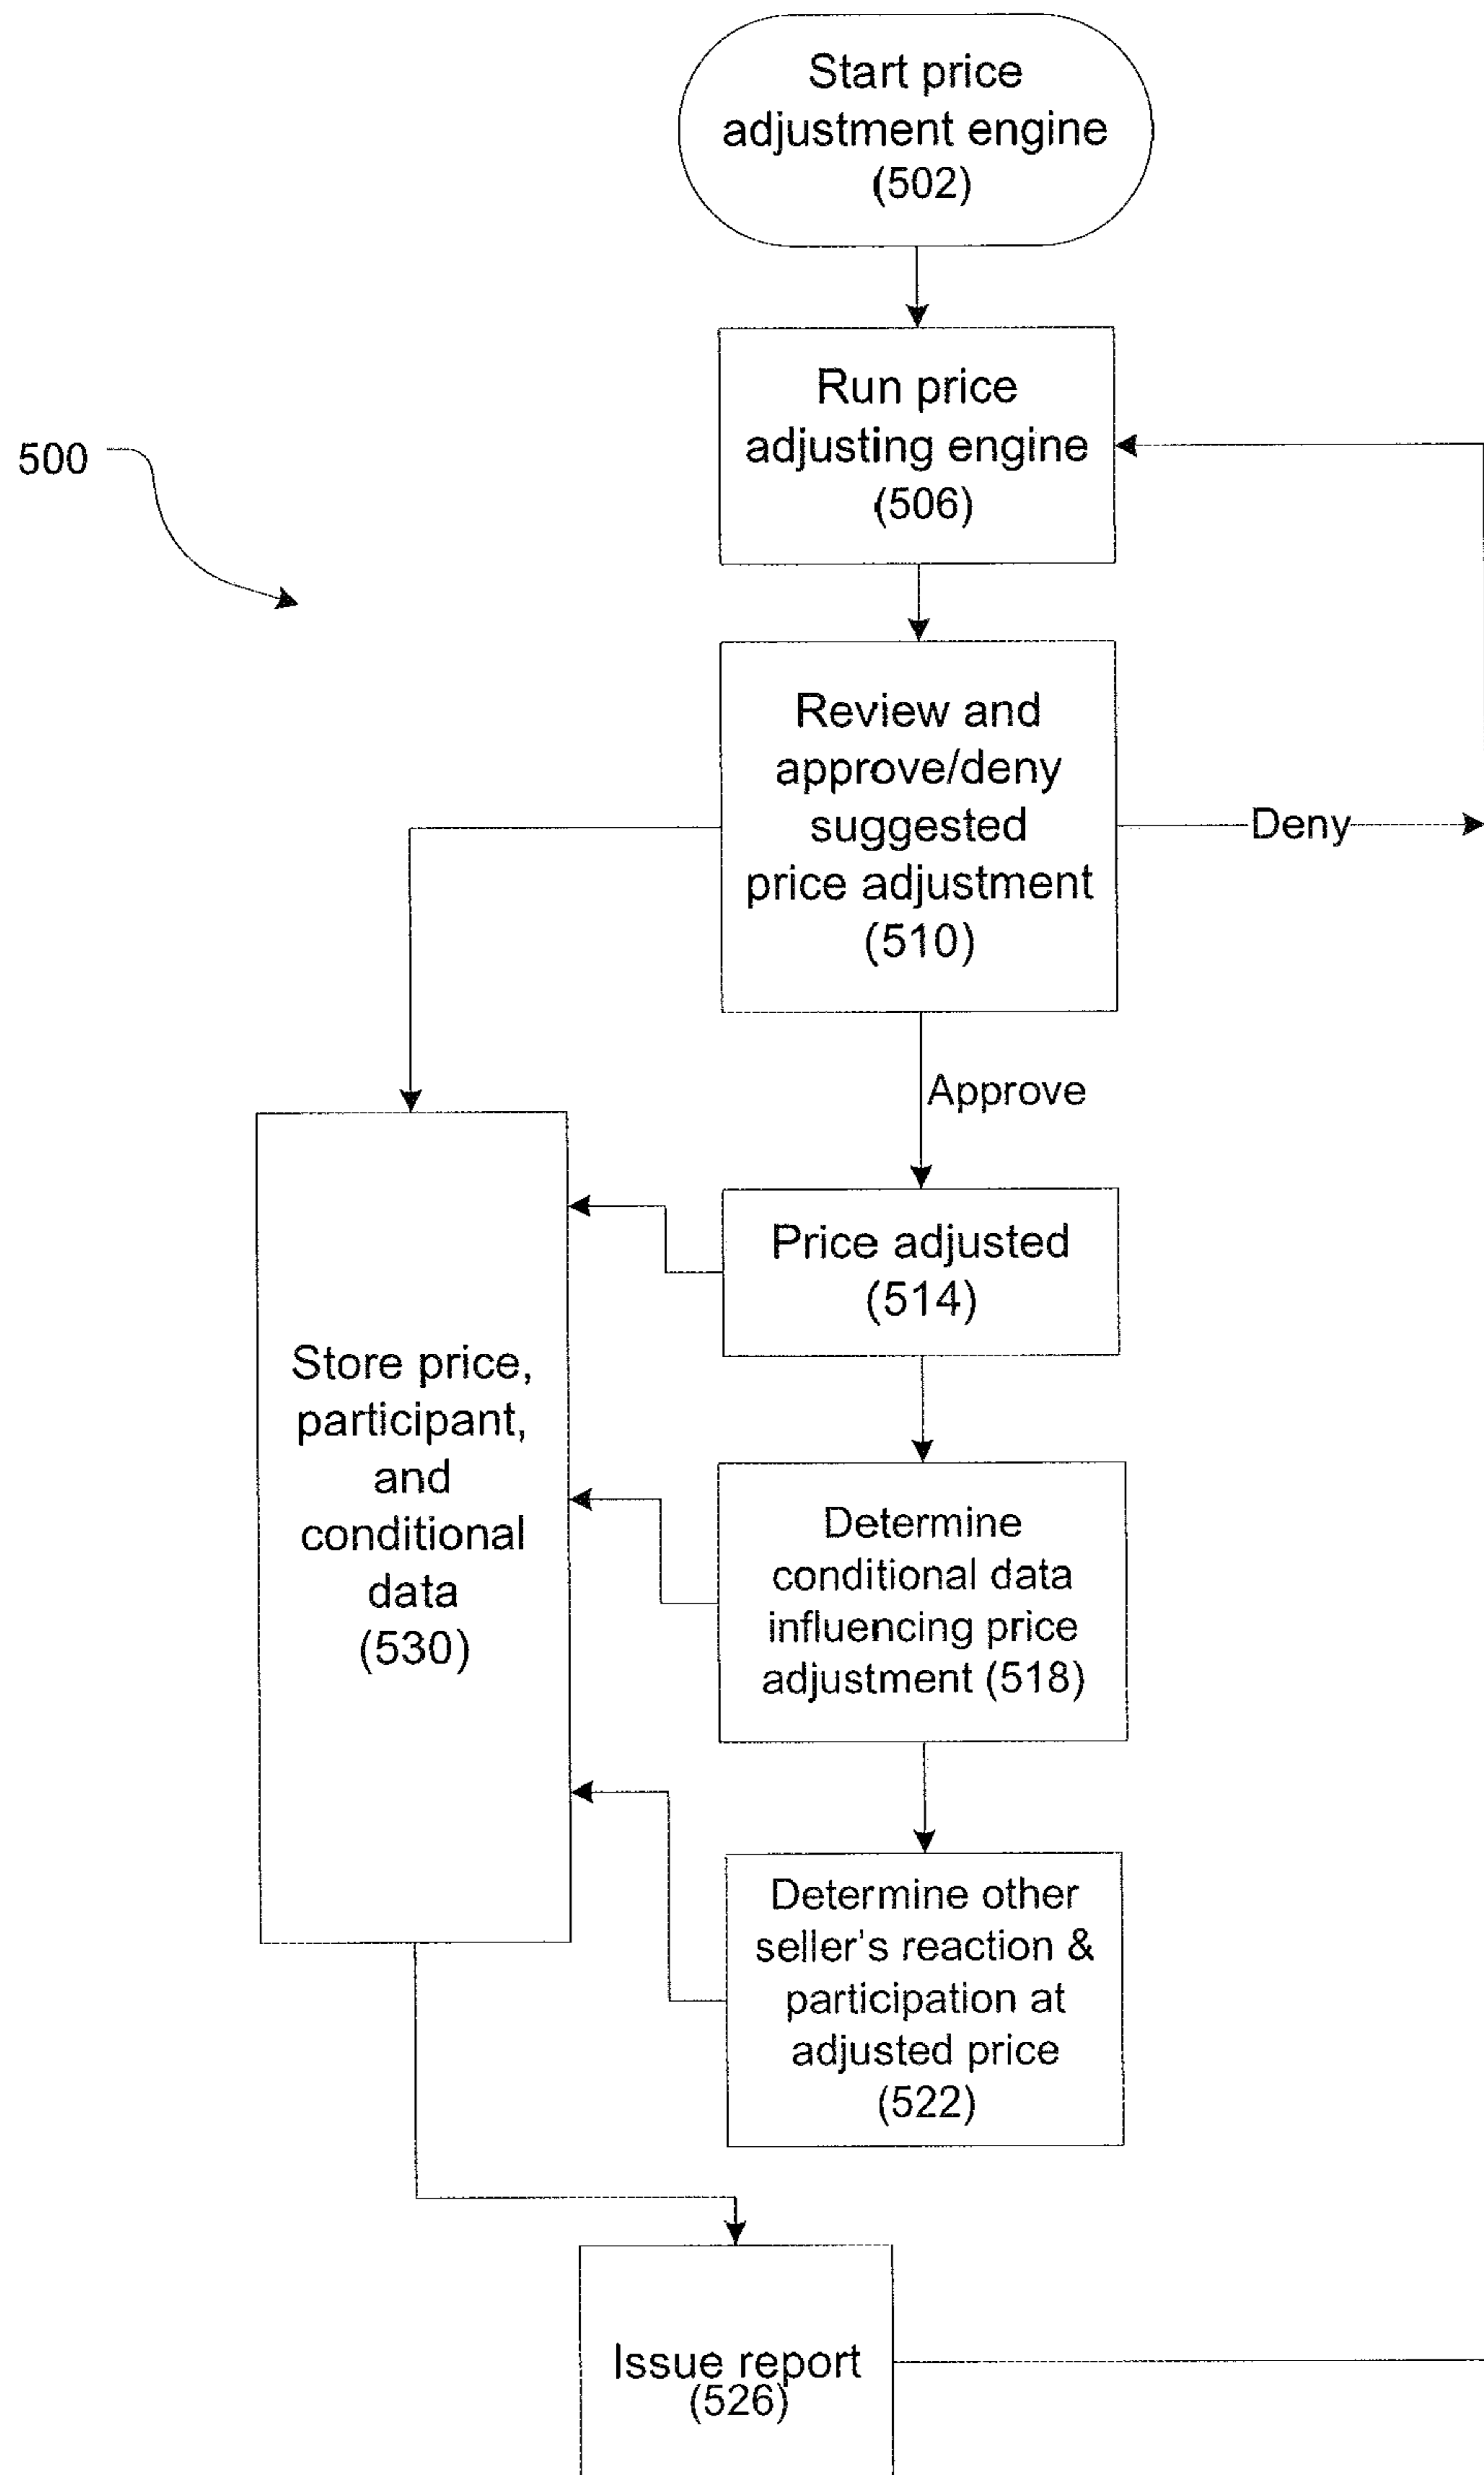 Start price
adjustment engine
(502)
Run price
adjusting engine
(506)
500
Review and
approve/deny
suggested
price adjustment
(510)
Deny
Approve
Price adjusted
(514)
Store price,
participant,
and
conditional
data
(530)
Determine
conditional data
influencing price
adjustment (518)
Determine other
seller's reaction &
participation at
adjusted price
(522)
Issue report
(526)